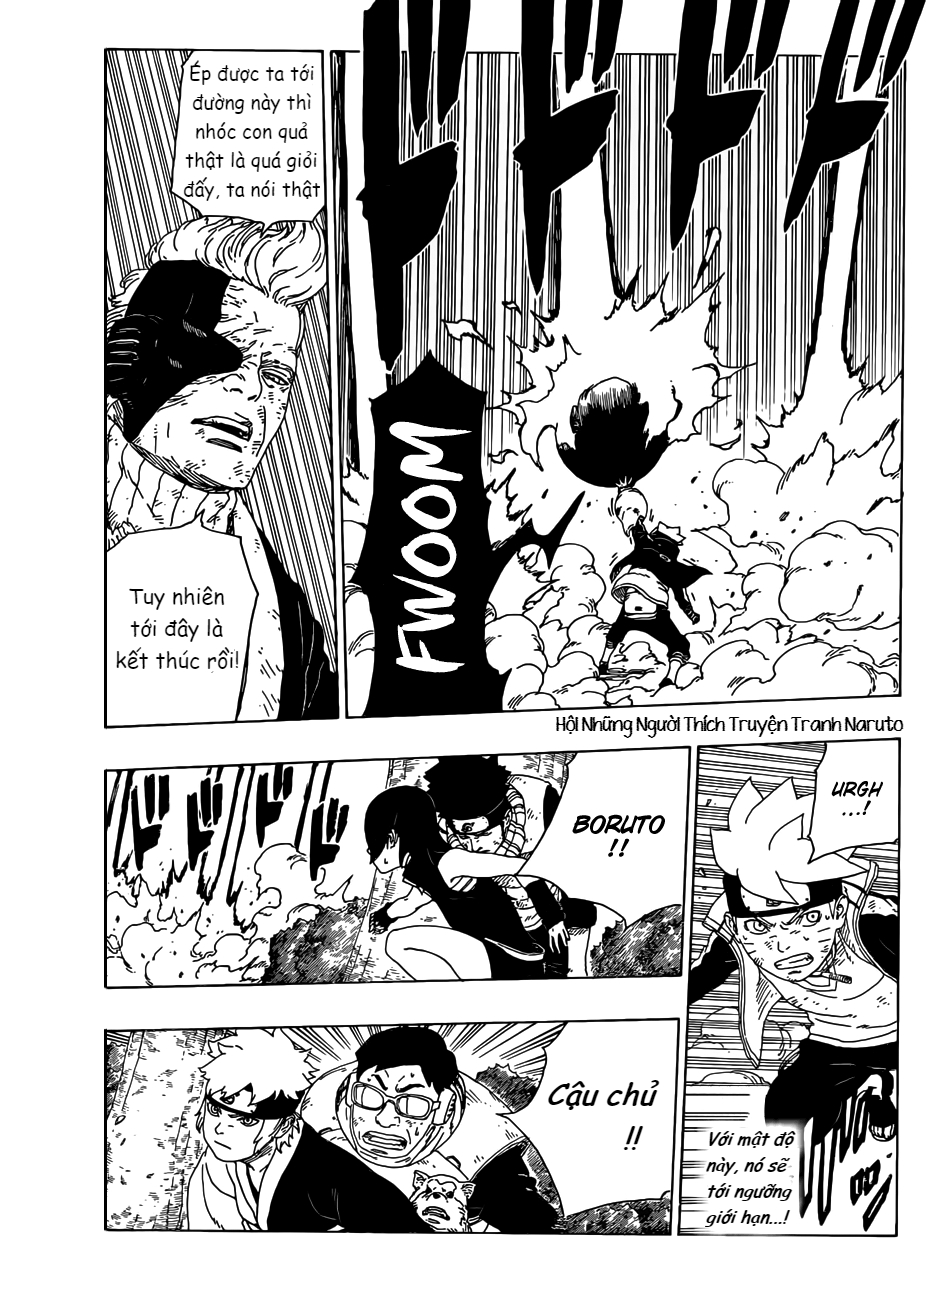 Ép được ta tới
đường này thì
nhóc con quả
thật là quá giỏi
đấy, ta nói thật
Tuy nhiên
tới đây là
kết thúc rồi!
FWOOM
Hội Những Người Thích Truyện Tranh Naruto
BORUTO
!!
URGH
...!
Cậu chủ
!!
Với mật độ
này, nó sẽ
tới ngưỡng
giới hạn...!